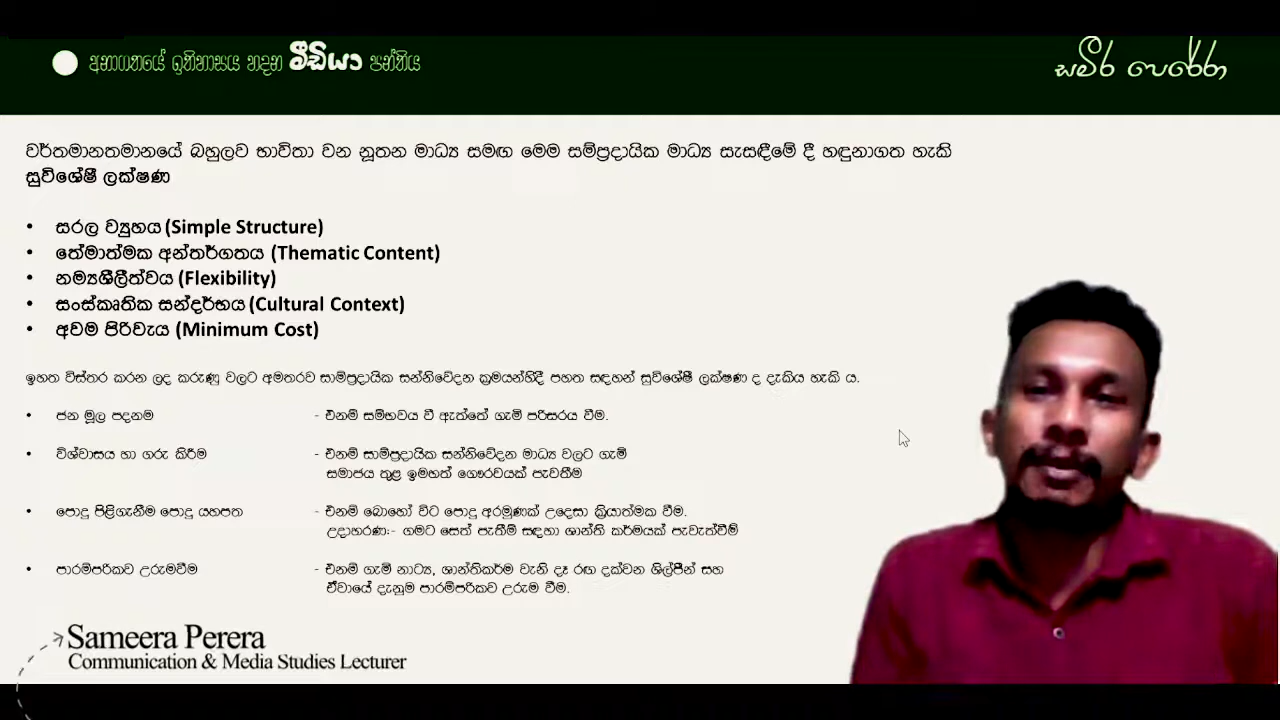 අනාගතයේ ඉතිහාසය හදන මීඩියා පන්තිය
සමීර පෙරේරා
වර්තමානතමානයේ බහුලව භාවිතා වන නූතන මාධ්‍ය සමඟ මෙම සම්ප්‍රදායික මාධ්‍ය සැසඳීමේ දී හඳුනාගත හැකි
සුවිශේෂී ලක්ෂණ
• සරල ව්‍යුහය (Simple Structure)
• තේමාත්මක අන්තර්ගතය (Thematic Content)
• නම්‍යශීලීත්වය (Flexibility)
• සංස්කෘතික සන්දර්භය (Cultural Context)
• අවම පිරිවැය (Minimum Cost)
ඉහත විස්තර කරන ලද කරුණු වලට අමතරව සාම්ප්‍රදායික සන්නිවේදන ක්‍රමයන්හිදී පහත සඳහන් සුවිශේෂී ලක්ෂණ ද දැකිය හැකි ය.
• ජන මූල පදනම - එනම් සම්භවය වී ඇත්තේ ගැමි පරිසරය වීම.
• විශ්වාසය හා ගරු කිරීම - එනම් සාම්ප්‍රදායික සන්නිවේදන මාධ්‍ය වලට ගැමි
සමාජය තුළ ඉමහත් ගෞරවයක් පැවතීම
• පොදු පිළිගැනීම පොදු යහපත - එනම් බොහෝ විට පොදු අරමුණක් උදෙසා ක්‍රියාත්මක වීම.
උදාහරණ:- ගමට සෙත් පැතීම සඳහා ශාන්ති කර්මයක් පැවැත්වීම
• පාරම්පරිකව උරුමවීම - එනම් ගැමි නාට්‍ය, ශාන්තිකර්ම වැනි දෑ රඟ දක්වන ශිල්පීන් සහ
ඒවායේ දැනුම පාරම්පරිකව උරුම වීම.
Sameera Perera
Communication & Media Studies Lecturer